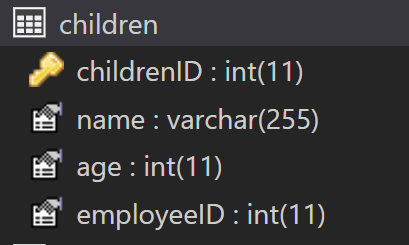 children
childrenID : int(11)
name : varchar(255)
age : int(11)
employeeID : int(11)